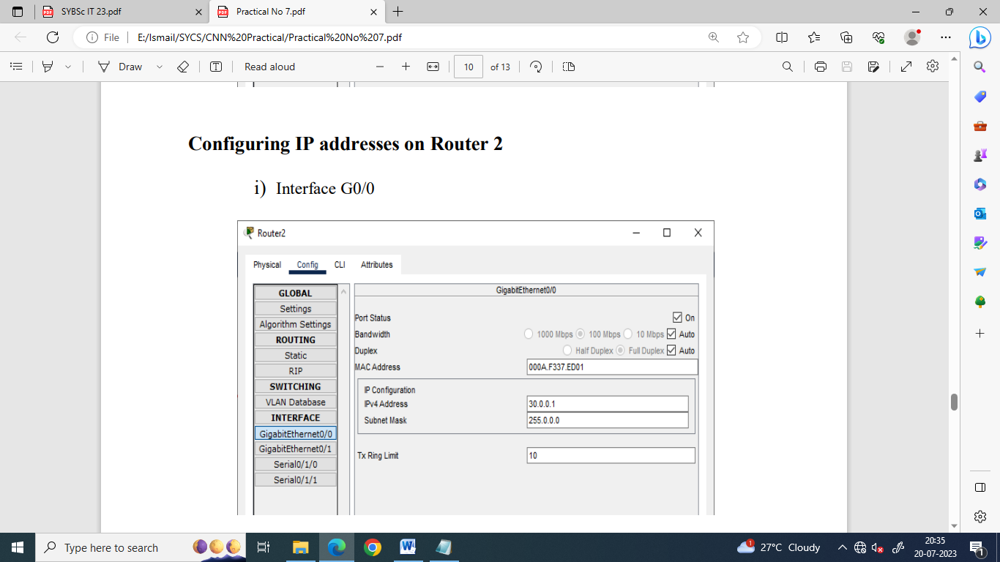 SYBSc IT 23.pdf
Practical No 7.pdf
File
E:/Ismail/SYCS/CNN%20Practical/Practical%20No%207.pdf
Draw
Read aloud
10 of 13
Configuring IP addresses on Router 2
i) Interface G0/0
Router2
Physical Config CLI Attributes
GLOBAL
Settings
Algorithm Settings
ROUTING
Static
RIP
SWITCHING
VLAN Database
INTERFACE
GigabitEthernet0/0
GigabitEthernet0/1
Serial0/1/0
Serial0/1/1
GigabitEthernet0/0
Port Status On
Bandwidth 1000 Mbps 100 Mbps 10 Mbps Auto
Duplex Half Duplex Full Duplex Auto
MAC Address 000A.F337.ED01
IP Configuration
IPv4 Address 30.0.0.1
Subnet Mask 255.0.0.0
Tx Ring Limit 10
Type here to search
1
27°C Cloudy
20:35
20-07-2023
1